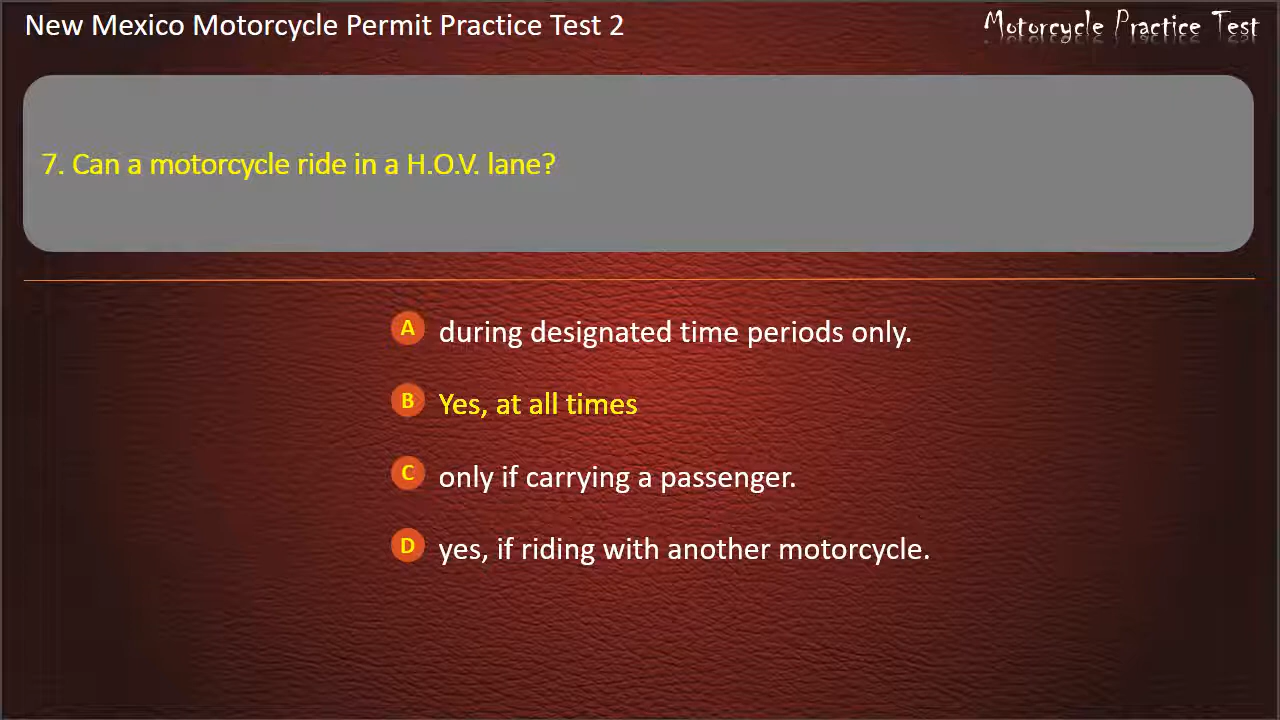 New Mexico Motorcycle Permit Practice Test 2
Motorcycle Practice Test
7. Can a motorcycle ride in a H.O.V. lane?
A during designated time periods only.
B Yes, at all times
C only if carrying a passenger.
D yes, if riding with another motorcycle.